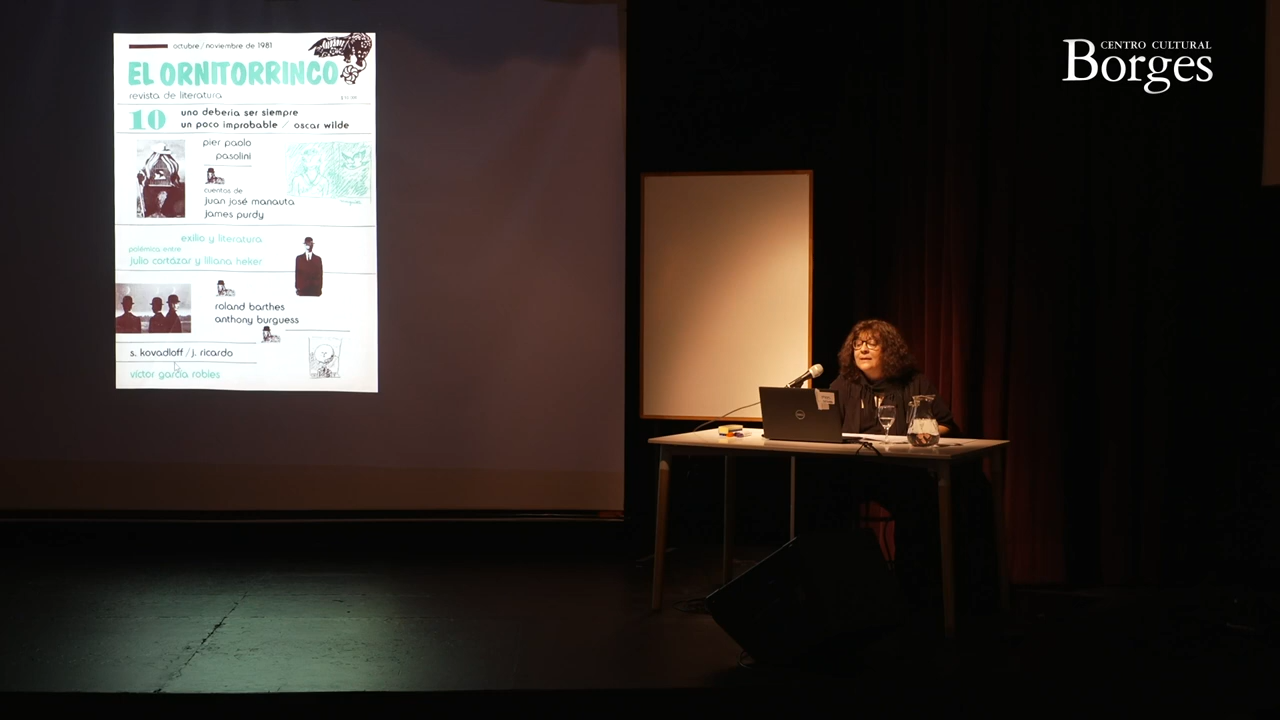 CENTRO CULTURAL
Borges
octubre/noviembre de 1981
EL ORNITORRINCO
revista de literatura
10
uno debería ser siempre
un poco improbable / oscar wilde
pier paolo
pasolini
cuentos de
juan josé manauta
james purdy
exilio y literatura
polémica entre
julio cortázar y liliana heker
roland barthes
anthony burguess
s. kovadloff / j. ricardo
víctor garcía robles
DELL